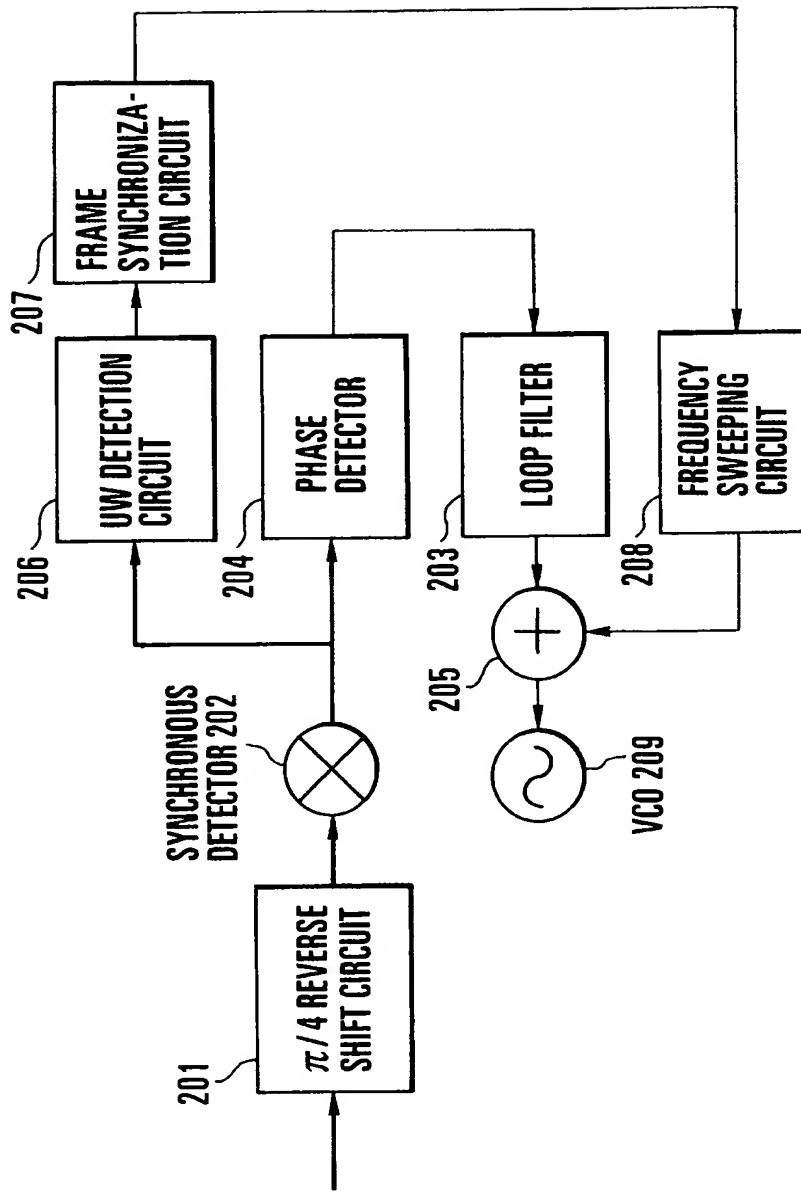 201
π/4 REVERSE
SHIFT CIRCUIT
SYNCHRONOUS
DETECTOR 202
206
UW DETECTION
CIRCUIT
207
FRAME
SYNCHRONIZA-
TION CIRCUIT
204
PHASE
DETECTOR
203
LOOP FILTER
205
VCO 209
208
FREQUENCY
SWEEPING
CIRCUIT